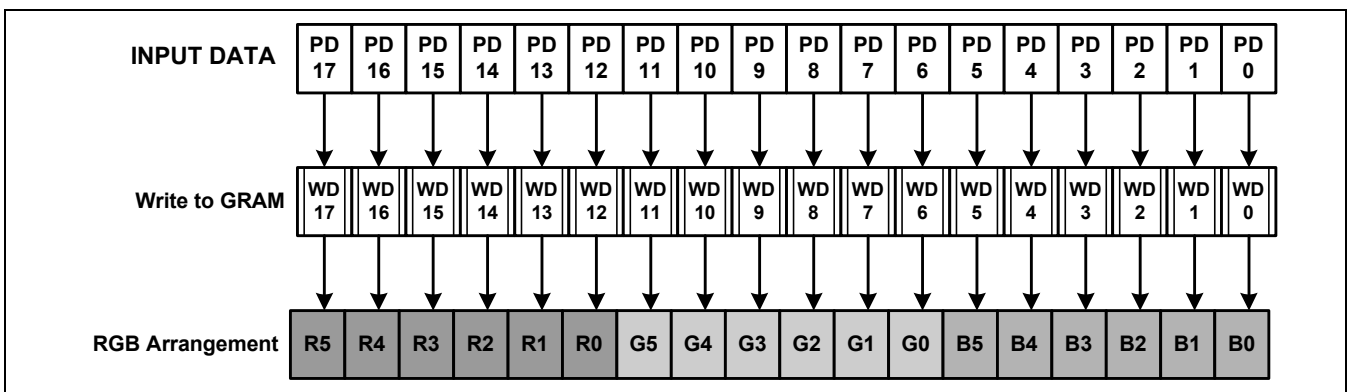 INPUT DATA PD 17 PD 16 PD 15 PD 14 PD 13 PD 12 PD 11 PD 10 PD 9 PD 8 PD 7 PD 6 PD 5 PD 4 PD 3 PD 2 PD 1 PD 0
Write to GRAM WD 17 WD 16 WD 15 WD 14 WD 13 WD 12 WD 11 WD 10 WD 9 WD 8 WD 7 WD 6 WD 5 WD 4 WD 3 WD 2 WD 1 WD 0
RGB Arrangement R5 R4 R3 R2 R1 R0 G5 G4 G3 G2 G1 G0 B5 B4 B3 B2 B1 B0